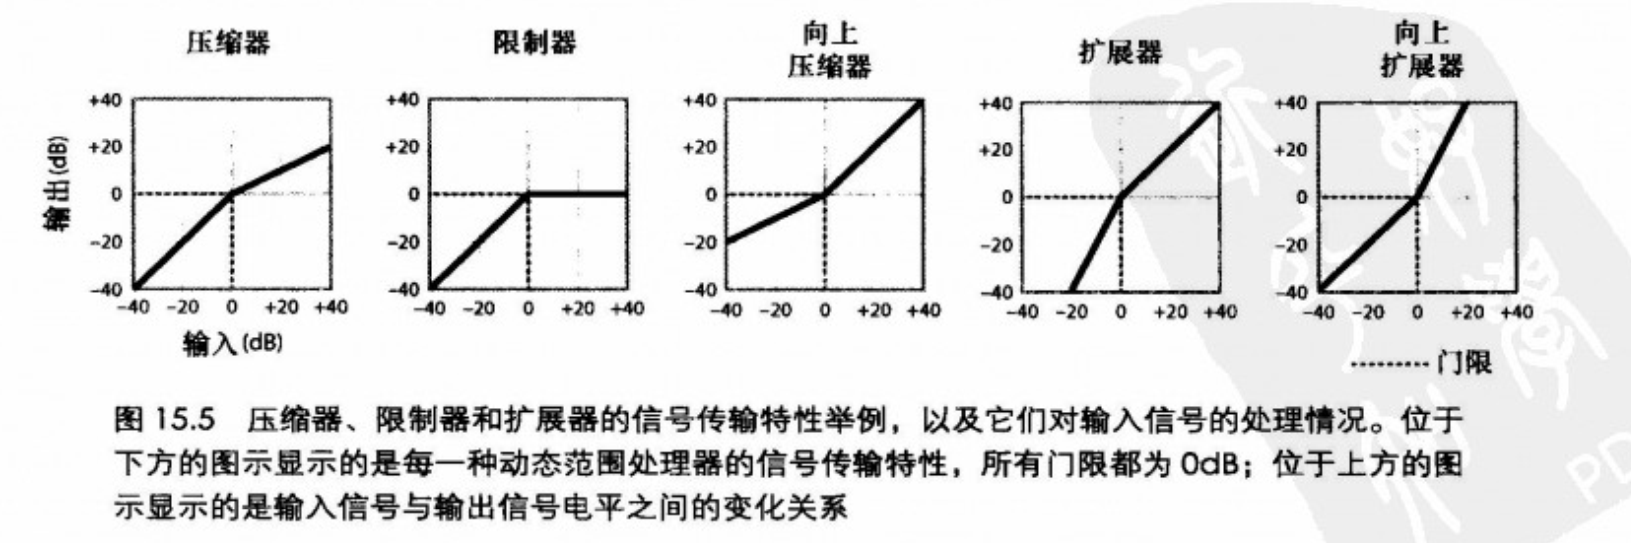 压缩器
限制器
向上
压缩器
扩展器
向上
扩展器
+40
+20
0
−20
−40
−40 −20 0 +20 +40
输出(dB)
输入(dB)
+40
+20
0
−20
−40
−40 −20 0 +20 +40
+40
+20
0
−20
−40
−40 −20 0 +20 +40
+40
+20
0
−20
−40
−40 −20 0 +20 +40
+40
+20
0
−20
−40
−40 −20 0 +20 +40
门限
图 15.5 压缩器、限制器和扩展器的信号传输特性举例，以及它们对输入信号的处理情况。位于
下方的图示显示的是每一种动态范围处理器的信号传输特性，所有门限都为 0dB；位于上方的图
示显示的是输入信号与输出信号电平之间的变化关系
PD